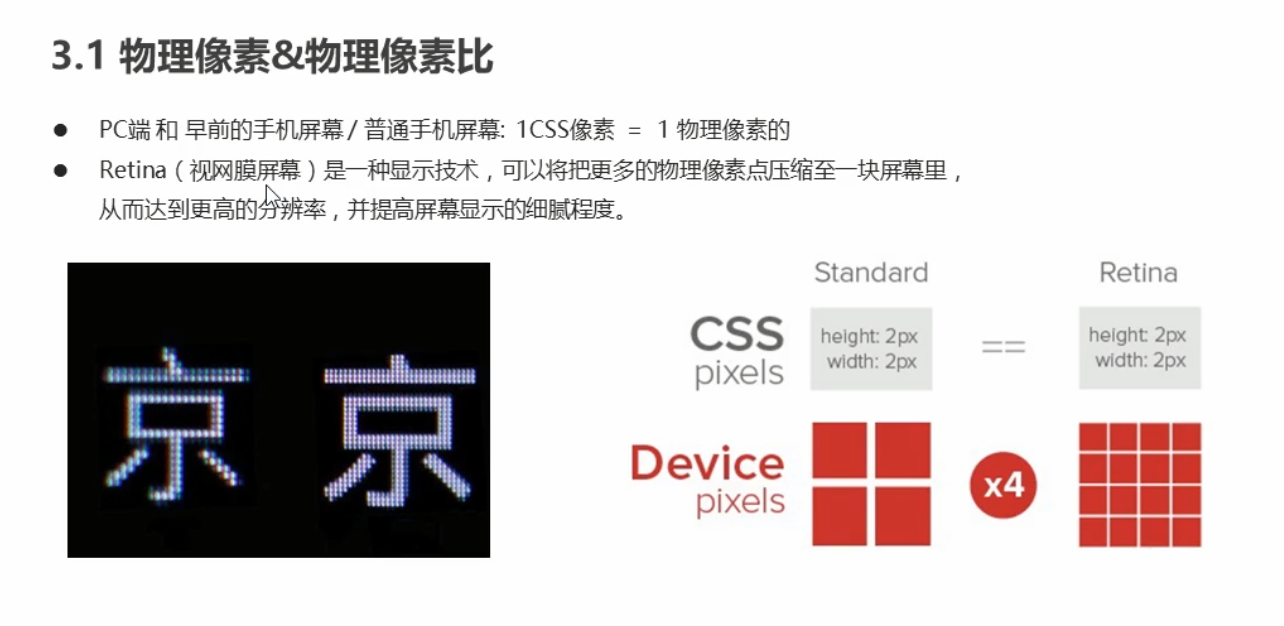 3.1 物理像素&物理像素比
● PC端 和 早前的手机屏幕 / 普通手机屏幕: 1CSS像素 = 1 物理像素的
● Retina（视网膜屏幕）是一种显示技术，可以将把更多的物理像素点压缩至一块屏幕里，
从而达到更高的分辨率，并提高屏幕显示的细腻程度。
京 京
Standard Retina
CSS pixels
height: 2px
width: 2px
==
height: 2px
width: 2px
Device pixels
x4